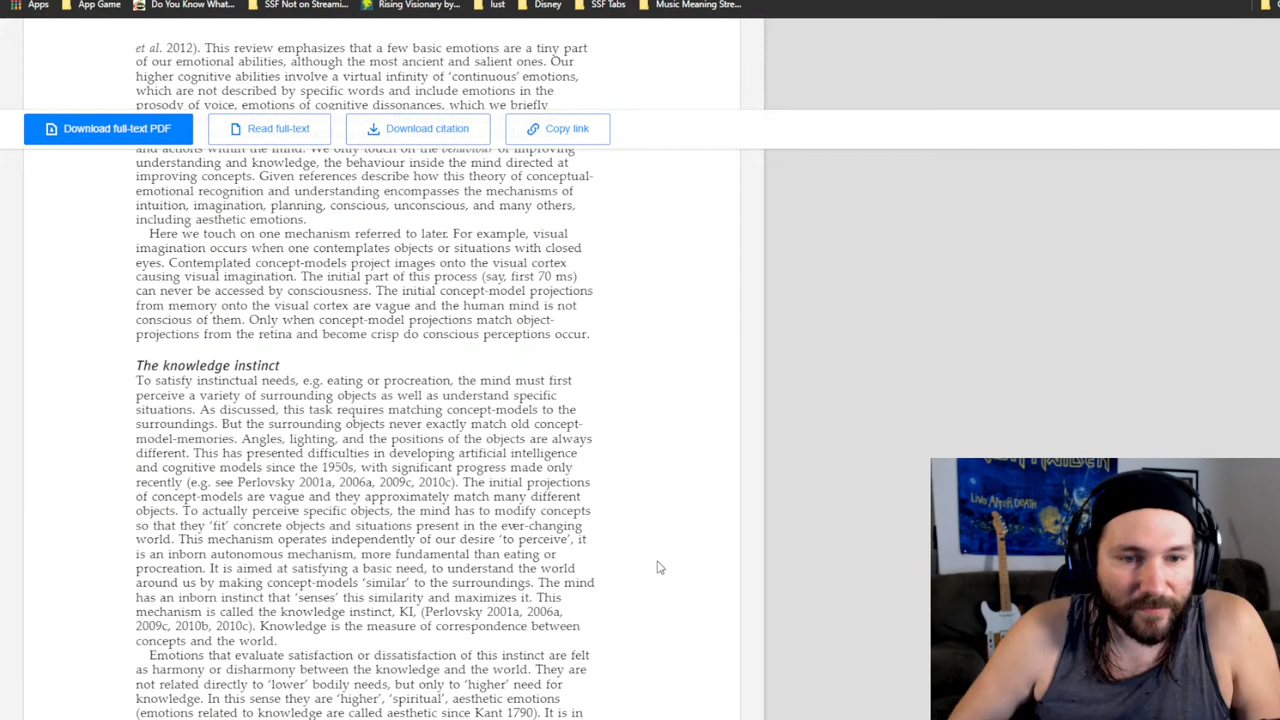 Apps
App Game
Do You Know What...
SSF Not on Streami...
Rising Visionary by...
lust
Disney
SSF Tabs
Music Meaning Stre...
et al. 2012). This review emphasizes that a few basic emotions are a tiny part
of our emotional abilities, although the most ancient and salient ones. Our
higher cognitive abilities involve a virtual infinity of ‘continuous’ emotions,
which are not described by specific words and include emotions in the
prosody of voice, emotions of cognitive dissonances, which we briefly
Download full-text PDF
Read full-text
Download citation
Copy link
and actions within the mind. We only touch on the behaviour of improving
understanding and knowledge, the behaviour inside the mind directed at
improving concepts. Given references describe how this theory of conceptual-
emotional recognition and understanding encompasses the mechanisms of
intuition, imagination, planning, conscious, unconscious, and many others,
including aesthetic emotions.
Here we touch on one mechanism referred to later. For example, visual
imagination occurs when one contemplates objects or situations with closed
eyes. Contemplated concept-models project images onto the visual cortex
causing visual imagination. The initial part of this process (say, first 70 ms)
can never be accessed by consciousness. The initial concept-model projections
from memory onto the visual cortex are vague and the human mind is not
conscious of them. Only when concept-model projections match object-
projections from the retina and become crisp do conscious perceptions occur.
The knowledge instinct
To satisfy instinctual needs, e.g. eating or procreation, the mind must first
perceive a variety of surrounding objects as well as understand specific
situations. As discussed, this task requires matching concept-models to the
surroundings. But the surrounding objects never exactly match old concept-
model-memories. Angles, lighting, and the positions of the objects are always
different. This has presented difficulties in developing artificial intelligence
and cognitive models since the 1950s, with significant progress made only
recently (e.g. see Perlovsky 2001a, 2006a, 2009c, 2010c). The initial projections
of concept-models are vague and they approximately match many different
objects. To actually perceive specific objects, the mind has to modify concepts
so that they ‘fit’ concrete objects and situations present in the ever-changing
world. This mechanism operates independently of our desire ‘to perceive’, it
is an inborn autonomous mechanism, more fundamental than eating or
procreation. It is aimed at satisfying a basic need, to understand the world
around us by making concept-models ‘similar’ to the surroundings. The mind
has an inborn instinct that ‘senses’ this similarity and maximizes it. This
mechanism is called the knowledge instinct, KI, (Perlovsky 2001a, 2006a,
2009c, 2010b, 2010c). Knowledge is the measure of correspondence between
concepts and the world.
Emotions that evaluate satisfaction or dissatisfaction of this instinct are felt
as harmony or disharmony between the knowledge and the world. They are
not related directly to ‘lower’ bodily needs, but only to ‘higher’ need for
knowledge. In this sense they are ‘higher’, ‘spiritual’, aesthetic emotions
(emotions related to knowledge are called aesthetic since Kant 1790). It is in
LIVE AFTER DEATH